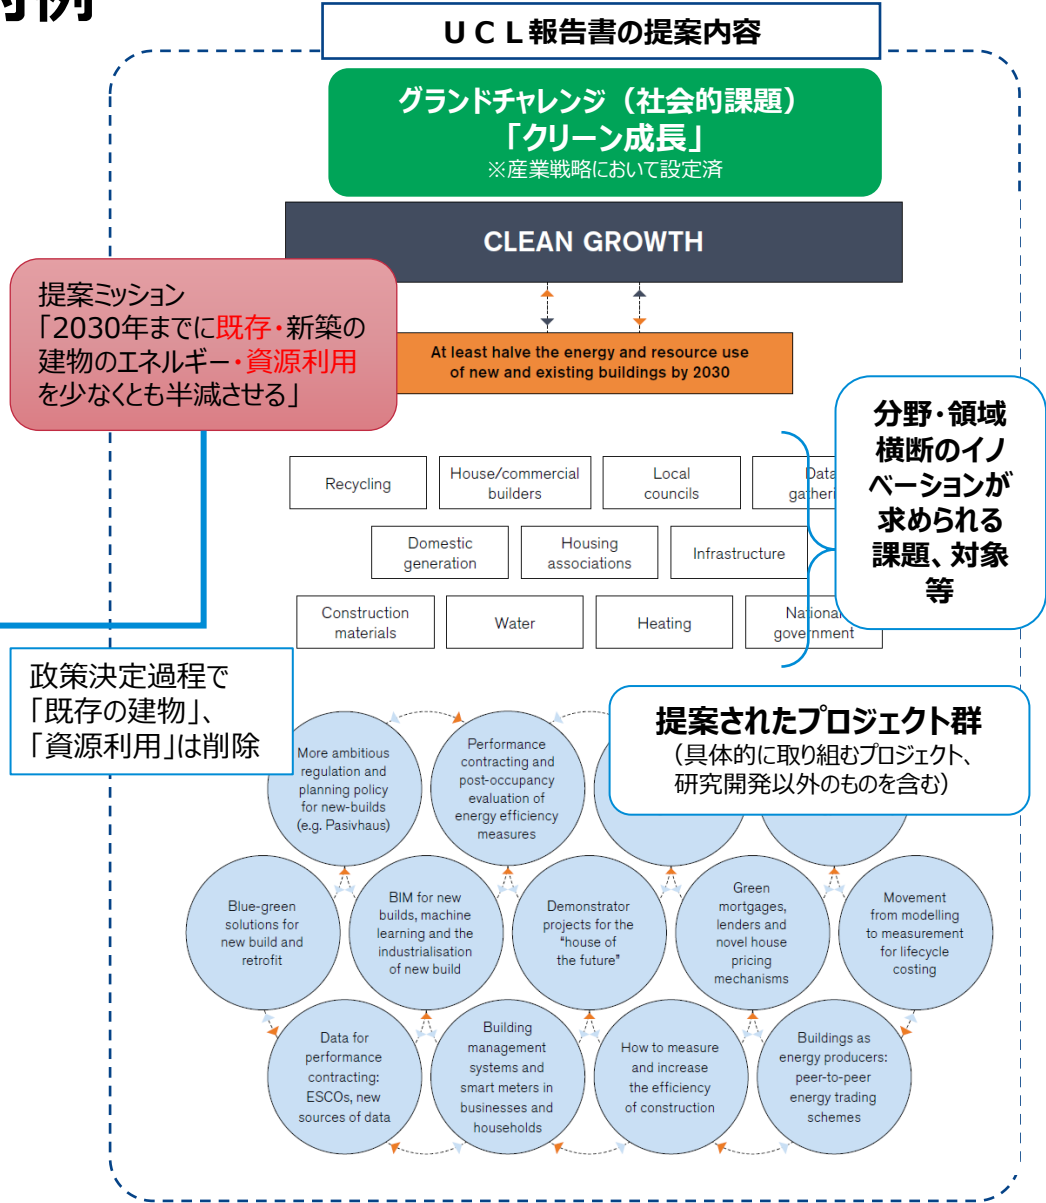 ＵＣＬ報告書の提案内容
グランドチャレンジ（社会的課題）
「クリーン成長」
※産業戦略において設定済
CLEAN GROWTH
提案ミッション
「2030年までに既存・新築の
建物のエネルギー・資源利用
を少なくとも半減させる」
At least halve the energy and resource use
of new and existing buildings by 2030
分野・領域
横断のイノ
ベーションが
求められる
課題、対象
等
Recycling
House/commercial
builders
Local
councils
Data
Domestic
generation
Housing
associations
Infrastructure
Construction
materials
Water
Heating
National
government
政策決定過程で
「既存の建物」、
「資源利用」は削除
提案されたプロジェクト群
（具体的に取り組むプロジェクト、
研究開発以外のものを含む）
More ambitious
regulation and
planning policy
for new-builds
(e.g. Pasivhaus)
Performance
contracting and
post-occupancy
evaluation of
energy efficiency
measures
Blue-green
solutions for
new build and
retrofit
BIM for new
builds, machine
learning and the
industrialisation
of new build
Demonstrator
projects for the
"house of
the future"
Green
mortgages,
lenders and
novel house
pricing
mechanisms
Movement
from modelling
to measurement
for lifecycle
costing
Data for
performance
contracting:
ESCOs, new
sources of data
Building
management
systems and
smart meters in
businesses and
households
How to measure
and increase
the efficiency
of construction
Buildings as
energy producers:
peer-to-peer
energy trading
schemes